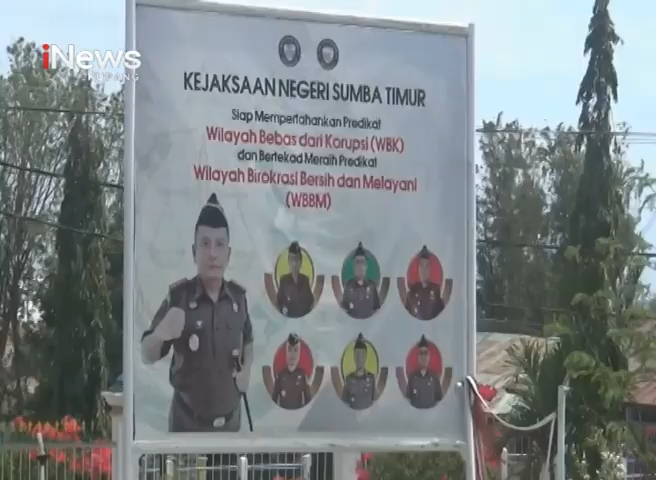 iNews
KUPANG
KEJAKSAAN NEGERI SUMBA TIMUR
Siap Mempertahankan Predikat
Wilayah Bebas dari Korupsi (WBK)
dan Bertekad Meraih Predikat
Wilayah Birokrasi Bersih dan Melayani
(WBBM)